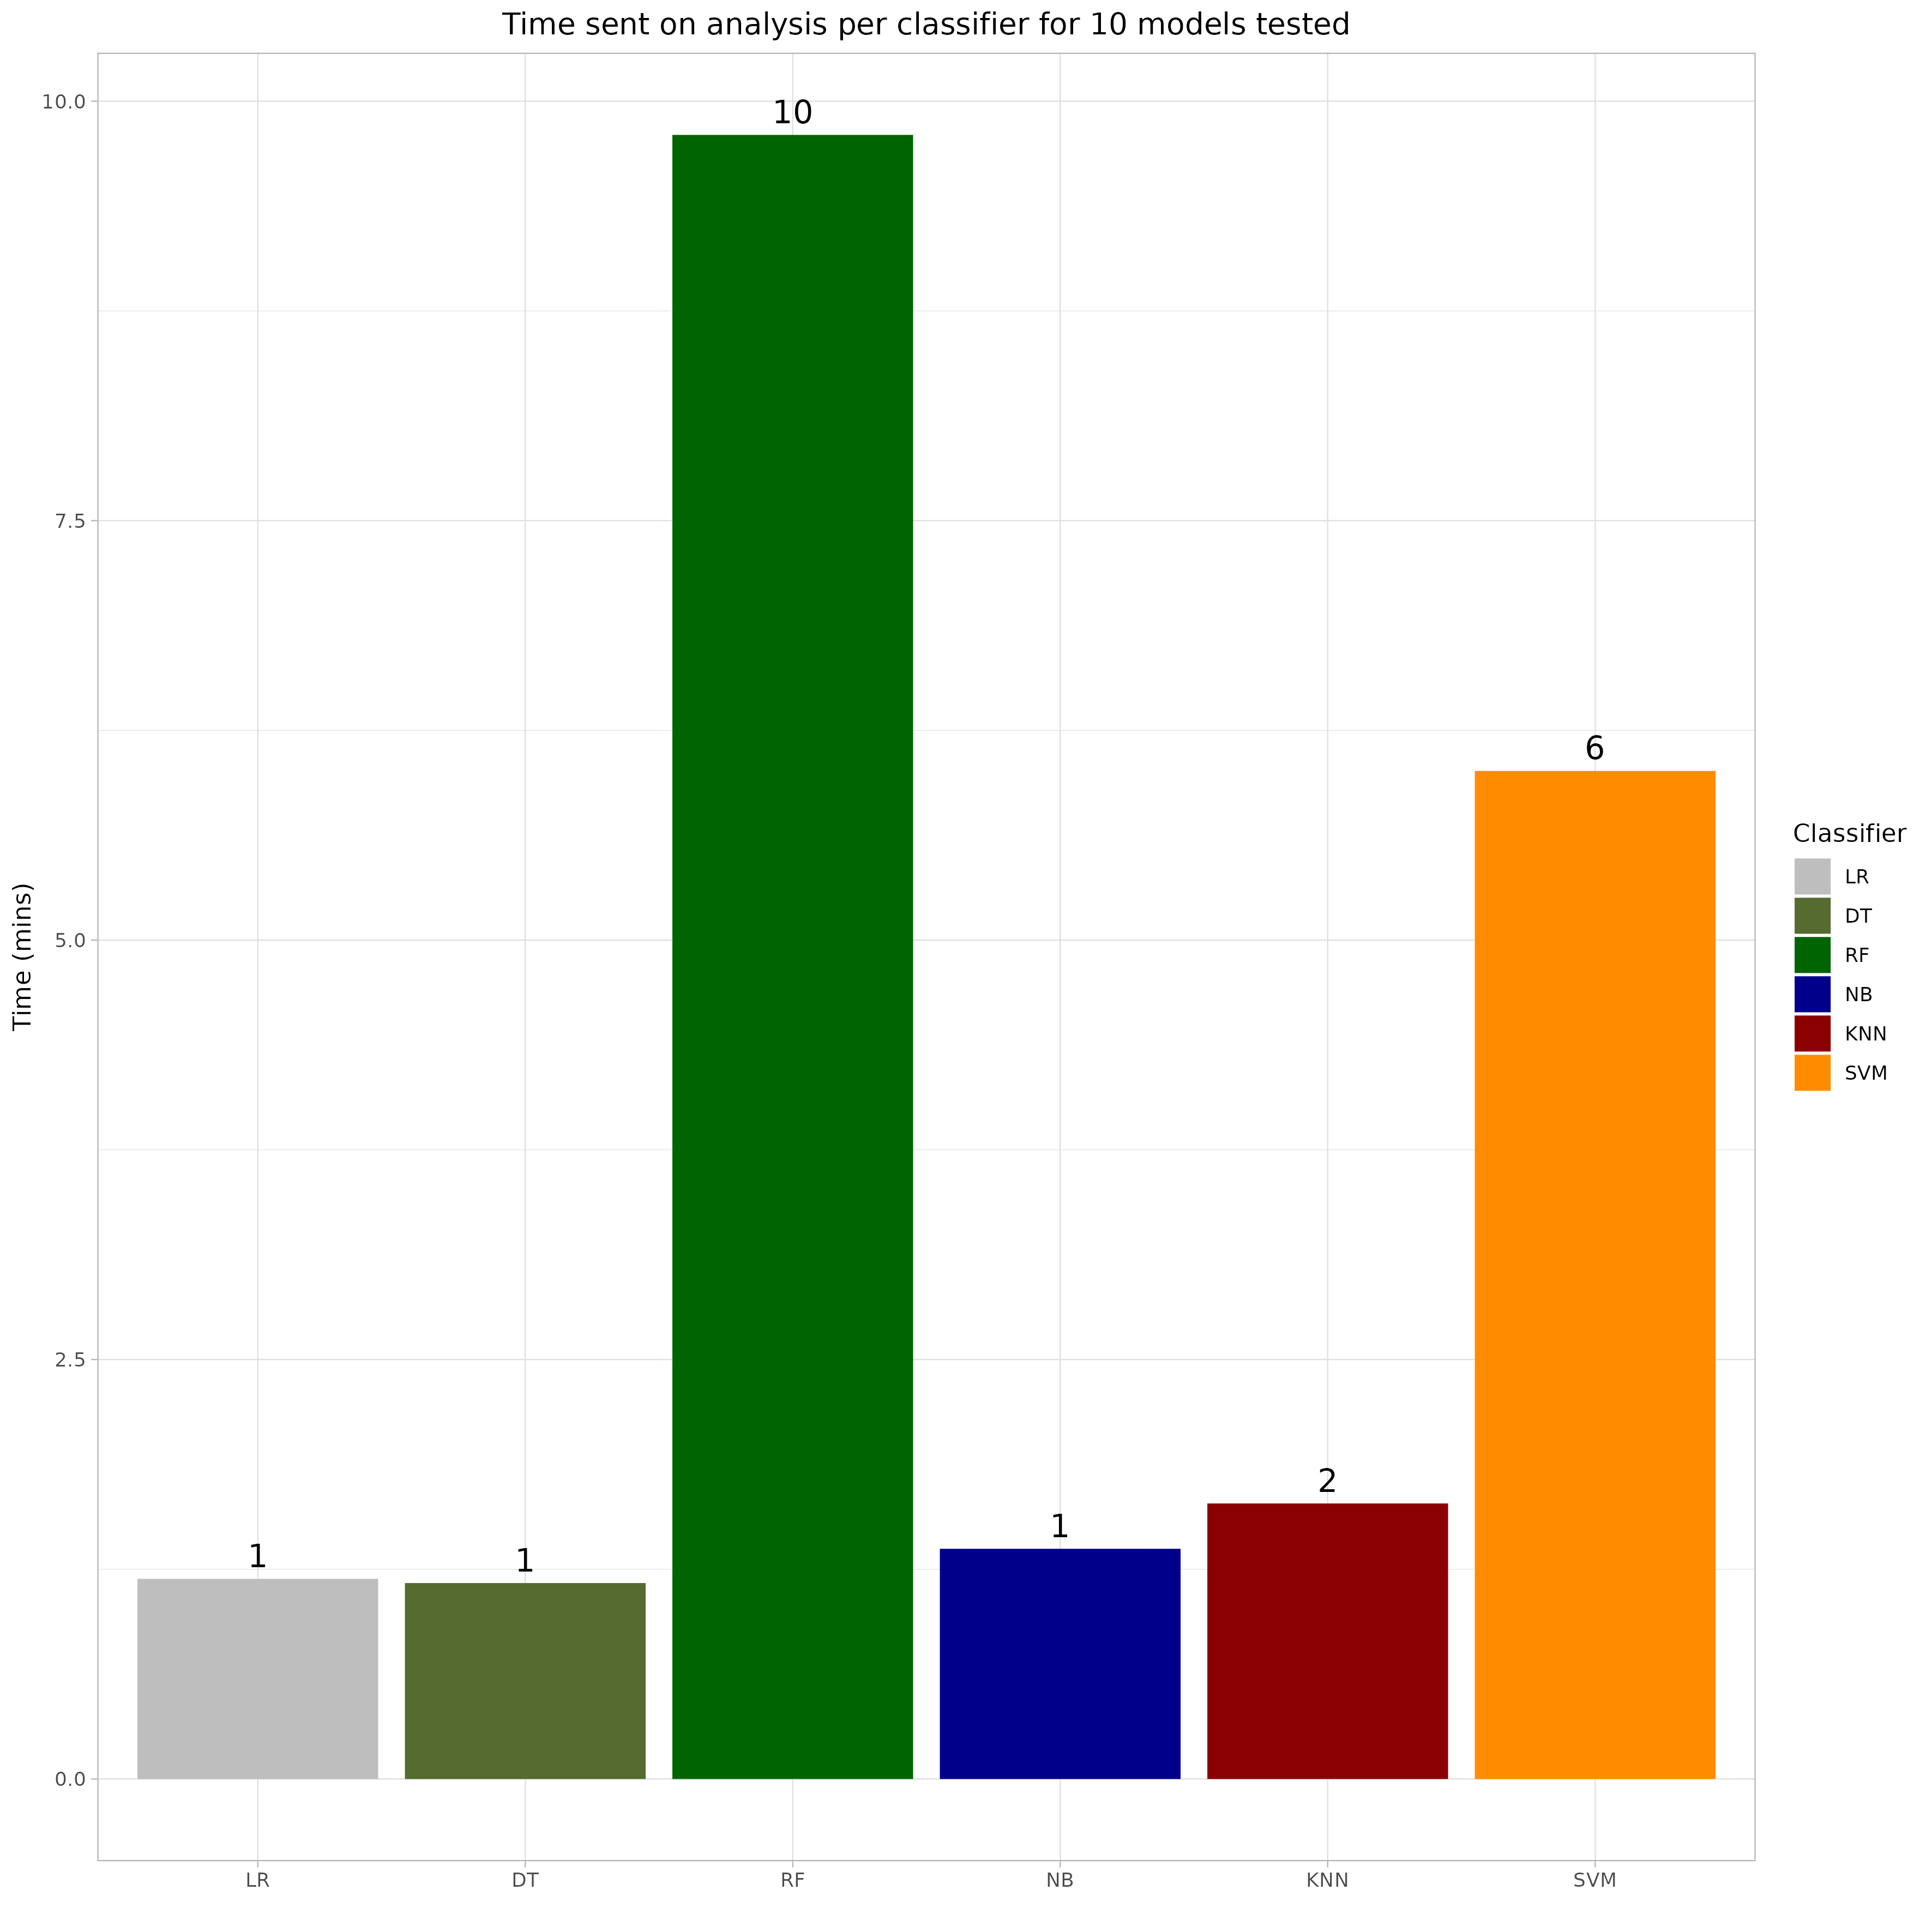 Time sent on analysis per classifier for 10 models tested
10.0
7.5
5.0
2.5
0.0
Time (mins)
1
1
10
1
2
6
LR
DT
RF
NB
KNN
SVM
Classifier
LR
DT
RF
NB
KNN
SVM